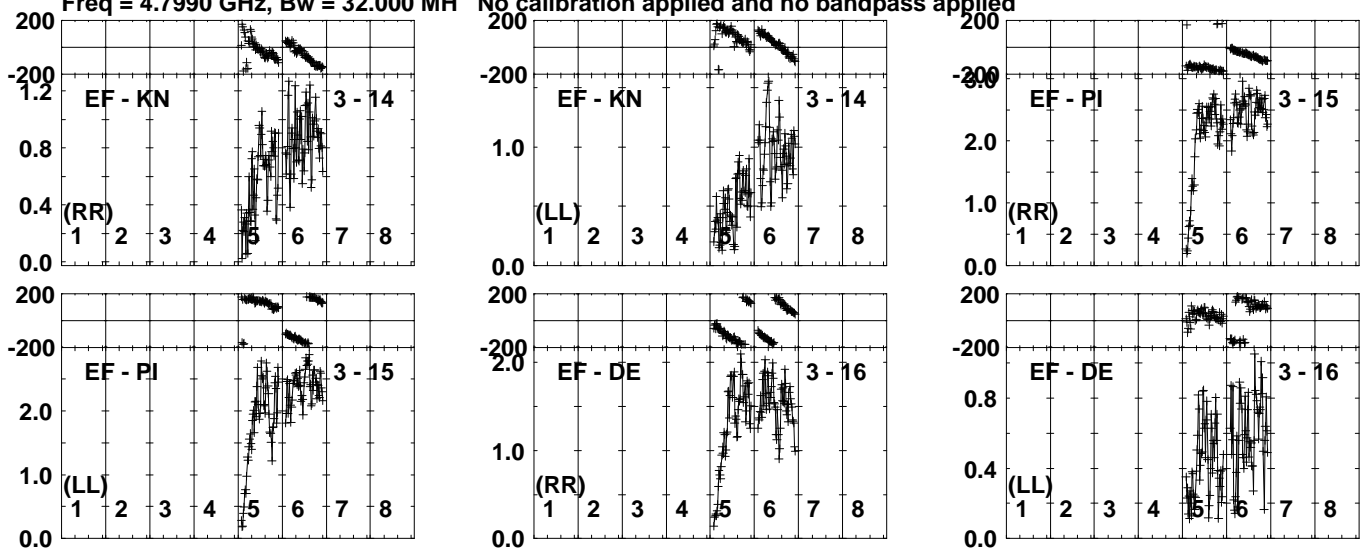 Freq = 4.7990 GHz, Bw = 32.000 MH No calibration applied and no bandpass applied
200
-200
1.2
0.8
0.4
0.0
EF - KN
3 - 14
(RR)
1 2 3 4 5 6 7 8
200
-200
1.0
0.0
EF - KN
3 - 14
(LL)
1 2 3 4 5 6 7 8
200
-200
3.0
2.0
1.0
0.0
EF - PI
3 - 15
(RR)
1 2 3 4 5 6 7 8
200
-200
2.0
1.0
0.0
EF - PI
3 - 15
(LL)
1 2 3 4 5 6 7 8
200
-200
2.0
1.0
0.0
EF - DE
3 - 16
(RR)
1 2 3 4 5 6 7 8
200
-200
0.8
0.4
0.0
EF - DE
3 - 16
(LL)
1 2 3 4 5 6 7 8